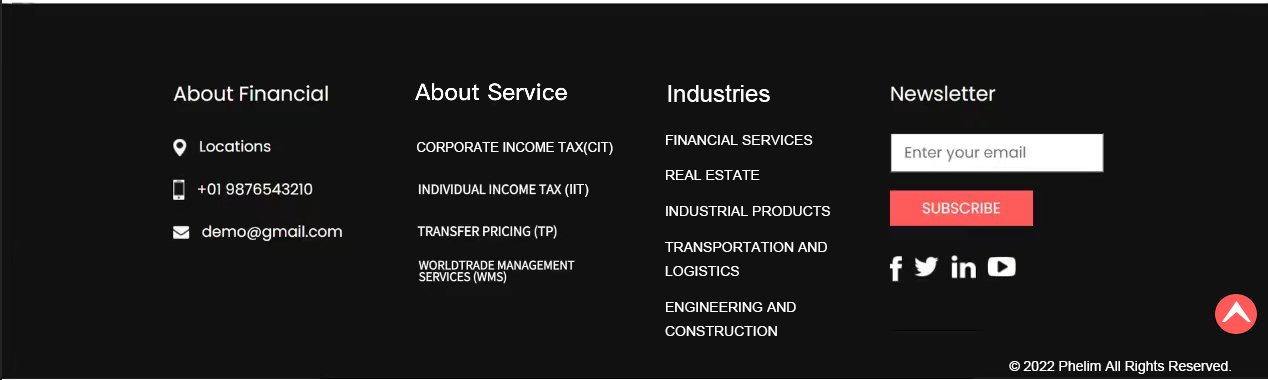 About Financial
Locations
+01 9876543210
demo@gmail.com
About Service
CORPORATE INCOME TAX(CIT)
INDIVIDUAL INCOME TAX (IIT)
TRANSFER PRICING (TP)
WORLDTRADE MANAGEMENT
SERVICES (WMS)
Industries
FINANCIAL SERVICES
REAL ESTATE
INDUSTRIAL PRODUCTS
TRANSPORTATION AND
LOGISTICS
ENGINEERING AND
CONSTRUCTION
Newsletter
Enter your email
SUBSCRIBE
© 2022 Phelim All Rights Reserved.